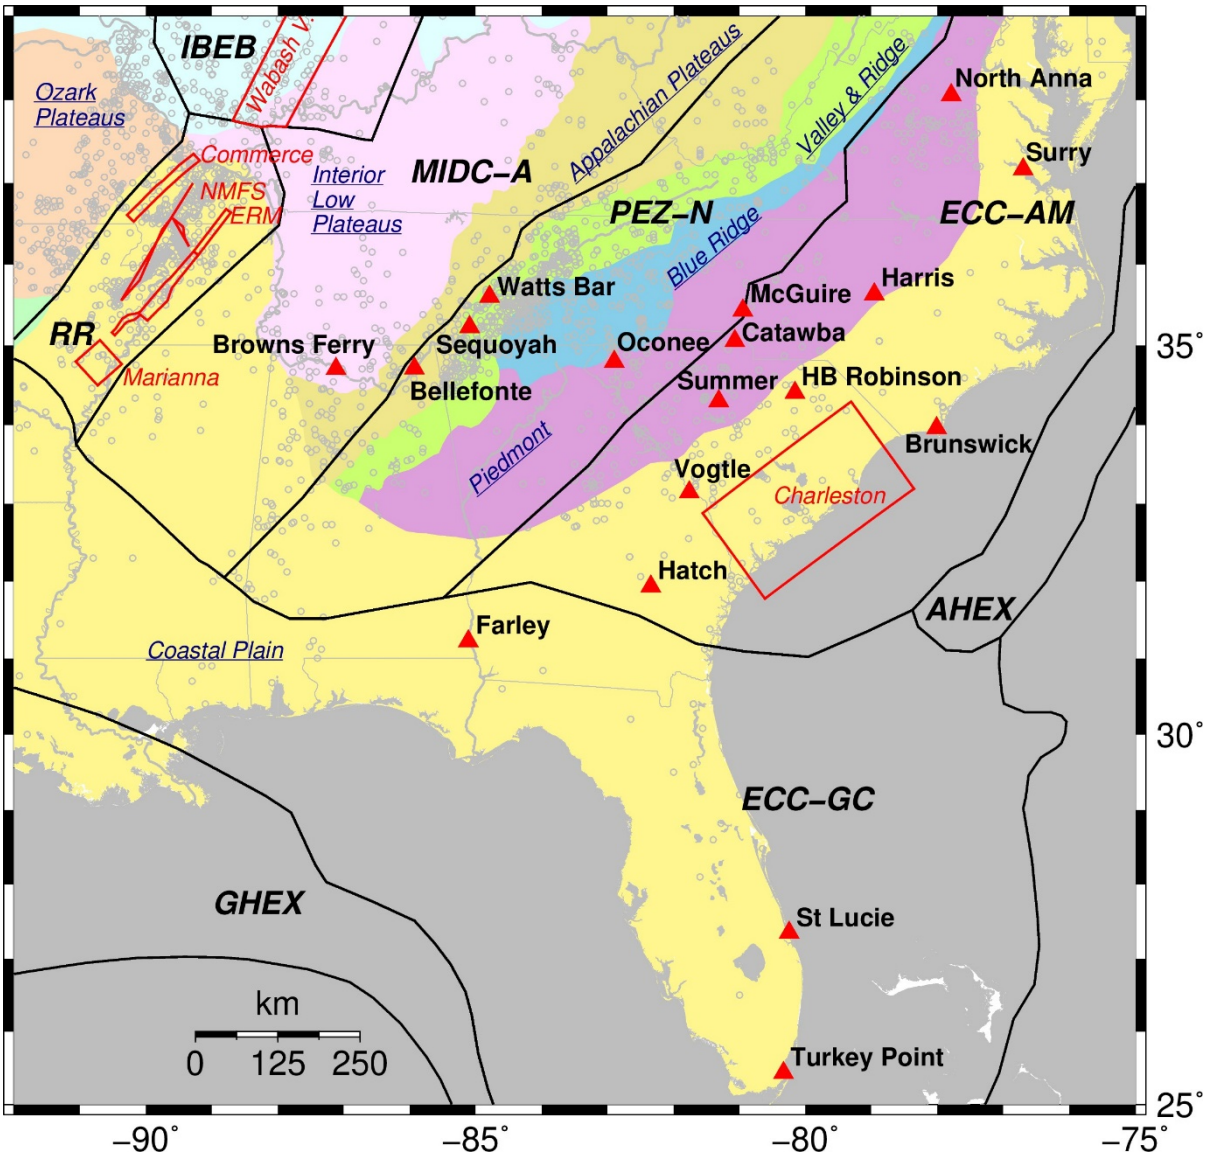 IBEB
Wabash V.
Ozark
Plateaus
Commerce
NMFS
ERM
Interior
Low
Plateaus
MIDC-A
Appalachian Plateaus
Valley & Ridge
North Anna
Surry
PEZ-N
ECC-AM
Blue Ridge
Watts Bar
McGuire
Harris
RR
Browns Ferry
Sequoyah
Oconee
Catawba
35°
Marianna
Bellefonte
Summer
HB Robinson
Brunswick
Piedmont
Vogtle
Charleston
Hatch
AHEX
Farley
Coastal Plain
30°
ECC-GC
GHEX
St Lucie
km
0 125 250
Turkey Point
25°
-90° -85° -80° -75°